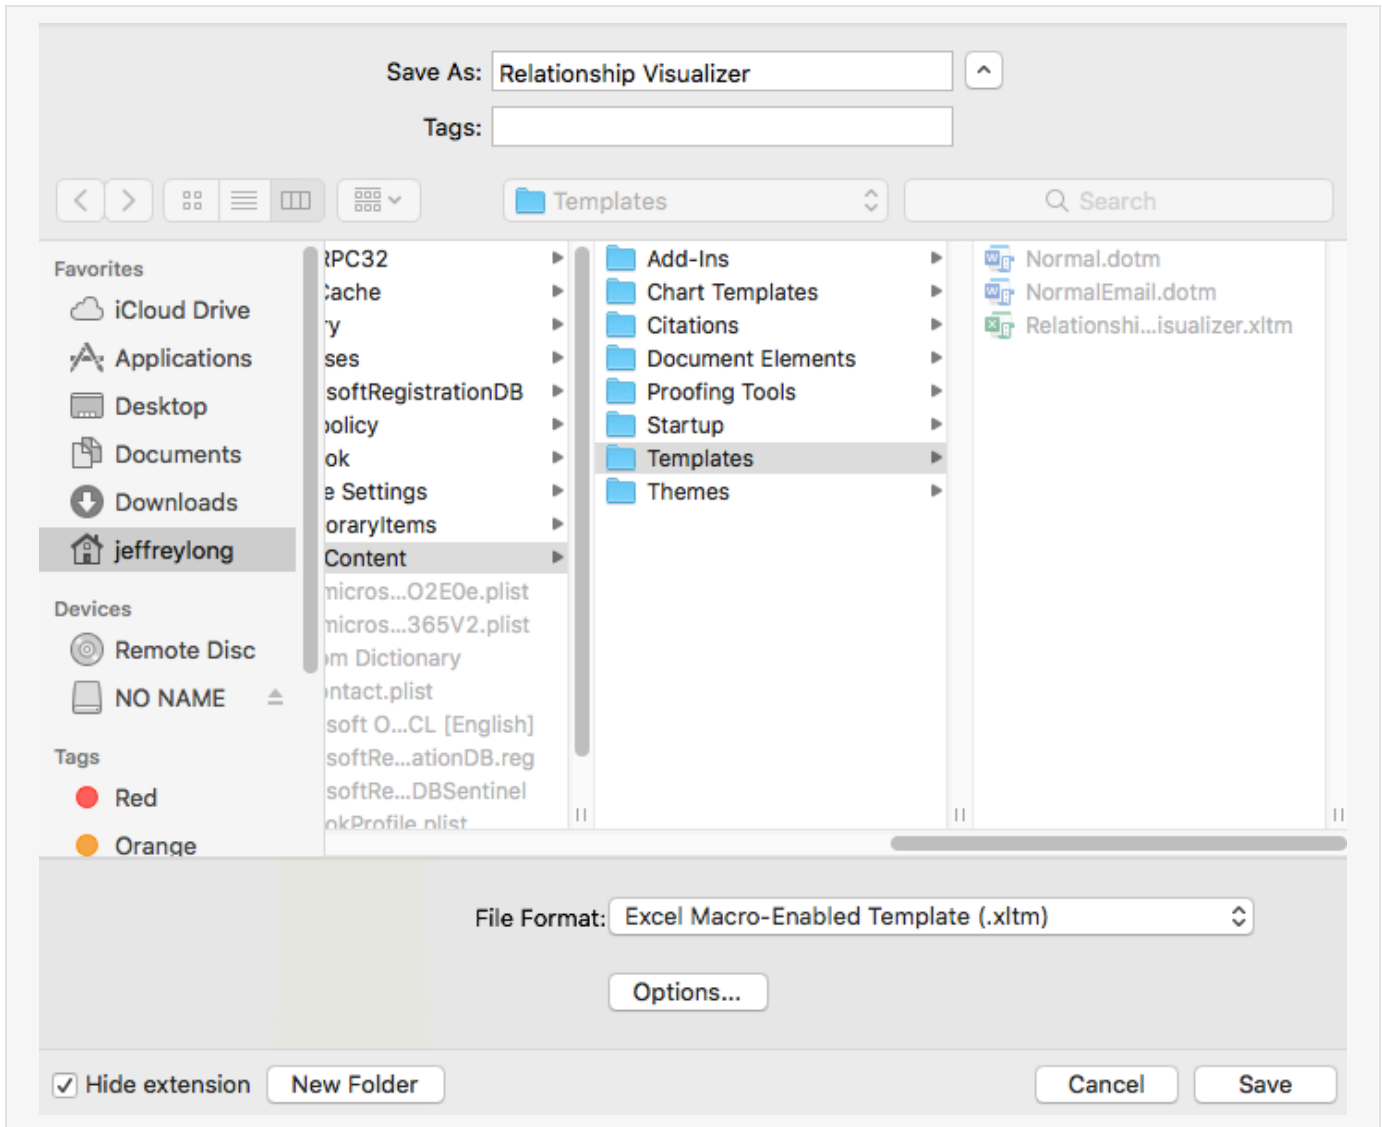 Save As: Relationship Visualizer
Tags:
Templates
Search
Favorites
iCloud Drive
Applications
Desktop
Documents
Downloads
jeffreylong
Devices
Remote Disc
NO NAME
Tags
Red
Orange
RPC32
Cache
ry
ses
softRegistrationDB
policy
ok
e Settings
oraryItems
Content
micros...O2E0e.plist
micros...365V2.plist
om Dictionary
ontact.plist
soft O...CL [English]
softRe...ationDB.reg
softRe...DBSentinel
okProfile.plist
Add-Ins
Chart Templates
Citations
Document Elements
Proofing Tools
Startup
Templates
Themes
Normal.dotm
NormalEmail.dotm
Relationshi...isualizer.xltm
File Format: Excel Macro-Enabled Template (.xltm)
Options...
Hide extension
New Folder
Cancel
Save